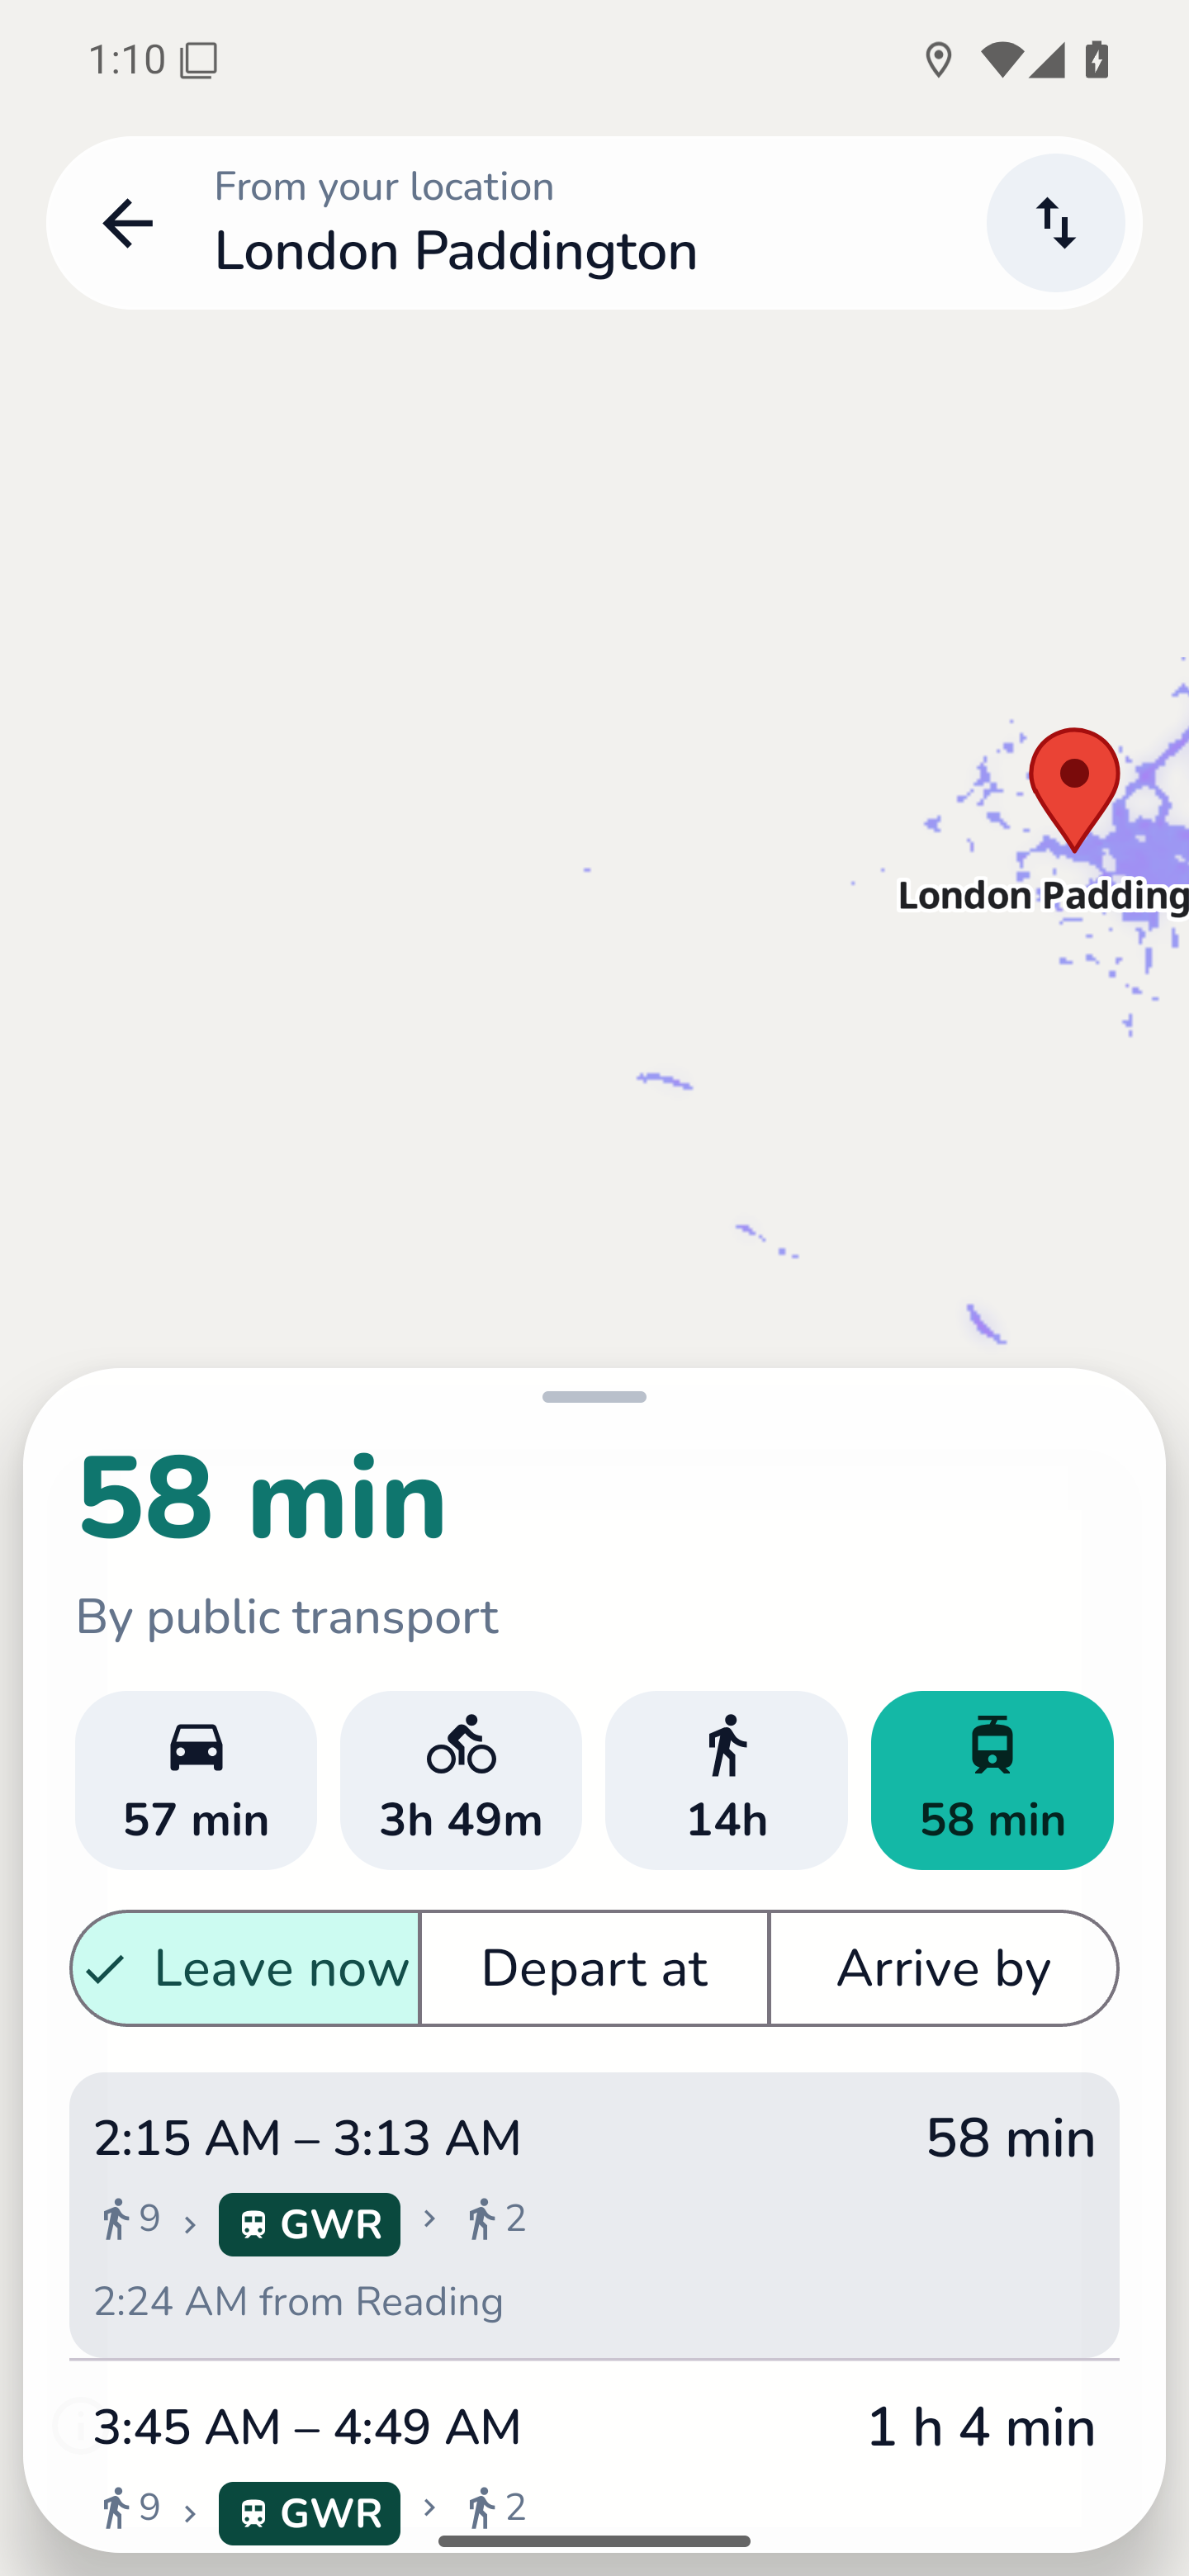 1:10
From your location
London Paddington
London Padding
58 min
By public transport
57 min
3h 49m
14h
58 min
Leave now
Depart at
Arrive by
2:15 AM – 3:13 AM
58 min
9 › GWR › 2
2:24 AM from Reading
3:45 AM – 4:49 AM
1 h 4 min
9 › GWR › 2